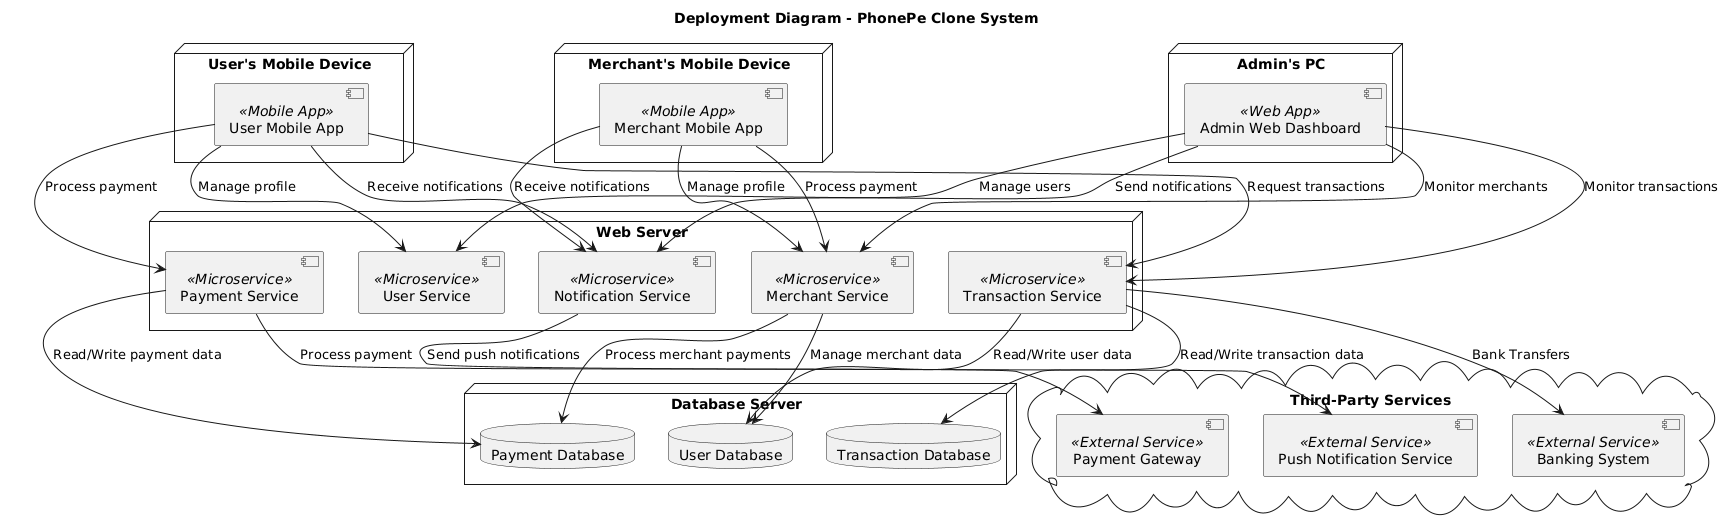 Deployment Diagram - PhonePe Clone System
User's Mobile Device
Merchant's Mobile Device
Admin's PC
«Mobile App»
User Mobile App
«Mobile App»
Merchant Mobile App
«Web App»
Admin Web Dashboard
Process payment
Manage profile
Receive notifications
Receive notifications
Manage profile
Process payment
Manage users
Send notifications
Request transactions
Monitor merchants
Monitor transactions
Web Server
«Microservice»
Payment Service
«Microservice»
User Service
«Microservice»
Notification Service
«Microservice»
Merchant Service
«Microservice»
Transaction Service
Read/Write payment data
Process payment
Send push notifications
Process merchant payments
Manage merchant data
Read/Write user data
Read/Write transaction data
Bank Transfers
Database Server
Payment Database
User Database
Transaction Database
Third-Party Services
«External Service»
Payment Gateway
«External Service»
Push Notification Service
«External Service»
Banking System